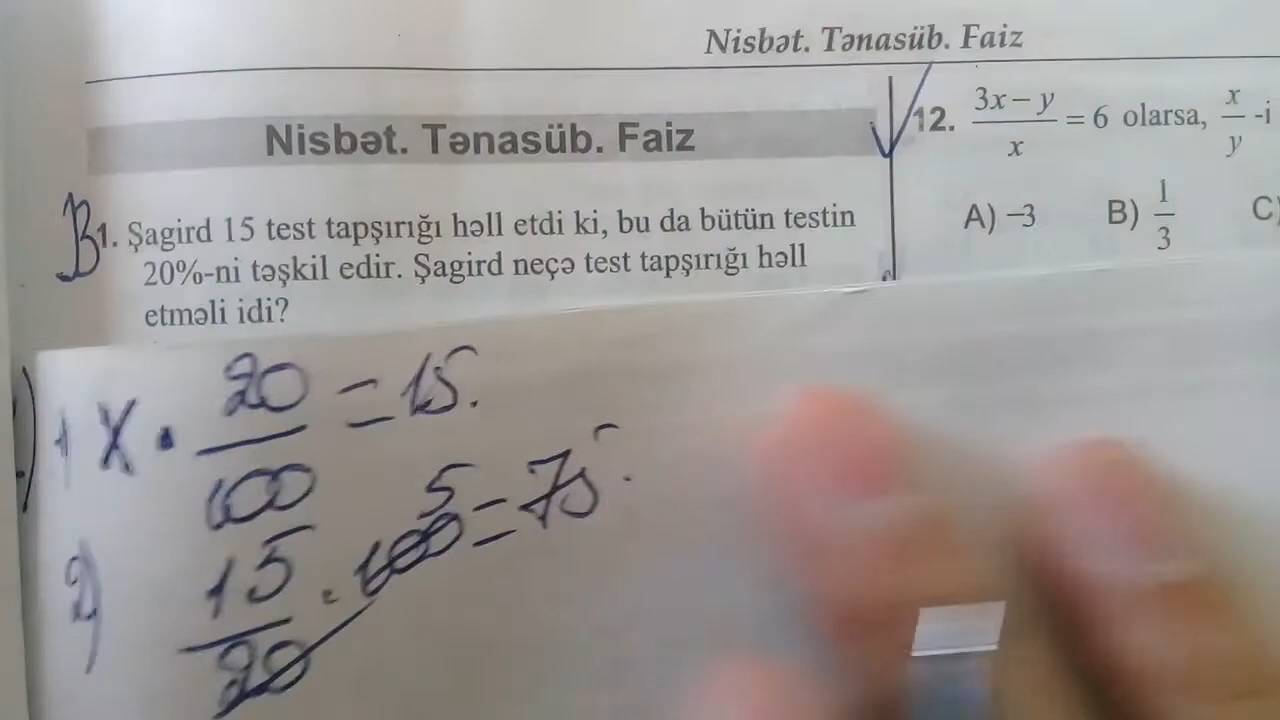 Nisbət. Tənasüb. Faiz
Nisbət. Tənasüb. Faiz
B1. Şagird 15 test tapşırığı həll etdi ki, bu da bütün testin
20%-ni təşkil edir. Şagird neçə test tapşırığı həll
etməli idi?
1) X · 20/100 = 15.
2) 15/20 · 100 5 = 75.
12. 3x – y/x = 6 olarsa, x/y -i
A) –3 B) 1/3 C)